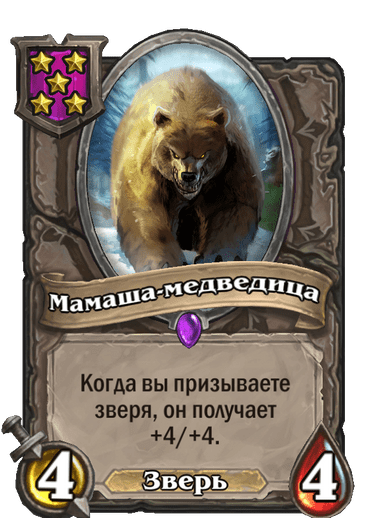 Мамаша-медведица
Когда вы призываете
зверя, он получает
+4/+4.
4
Зверь
4